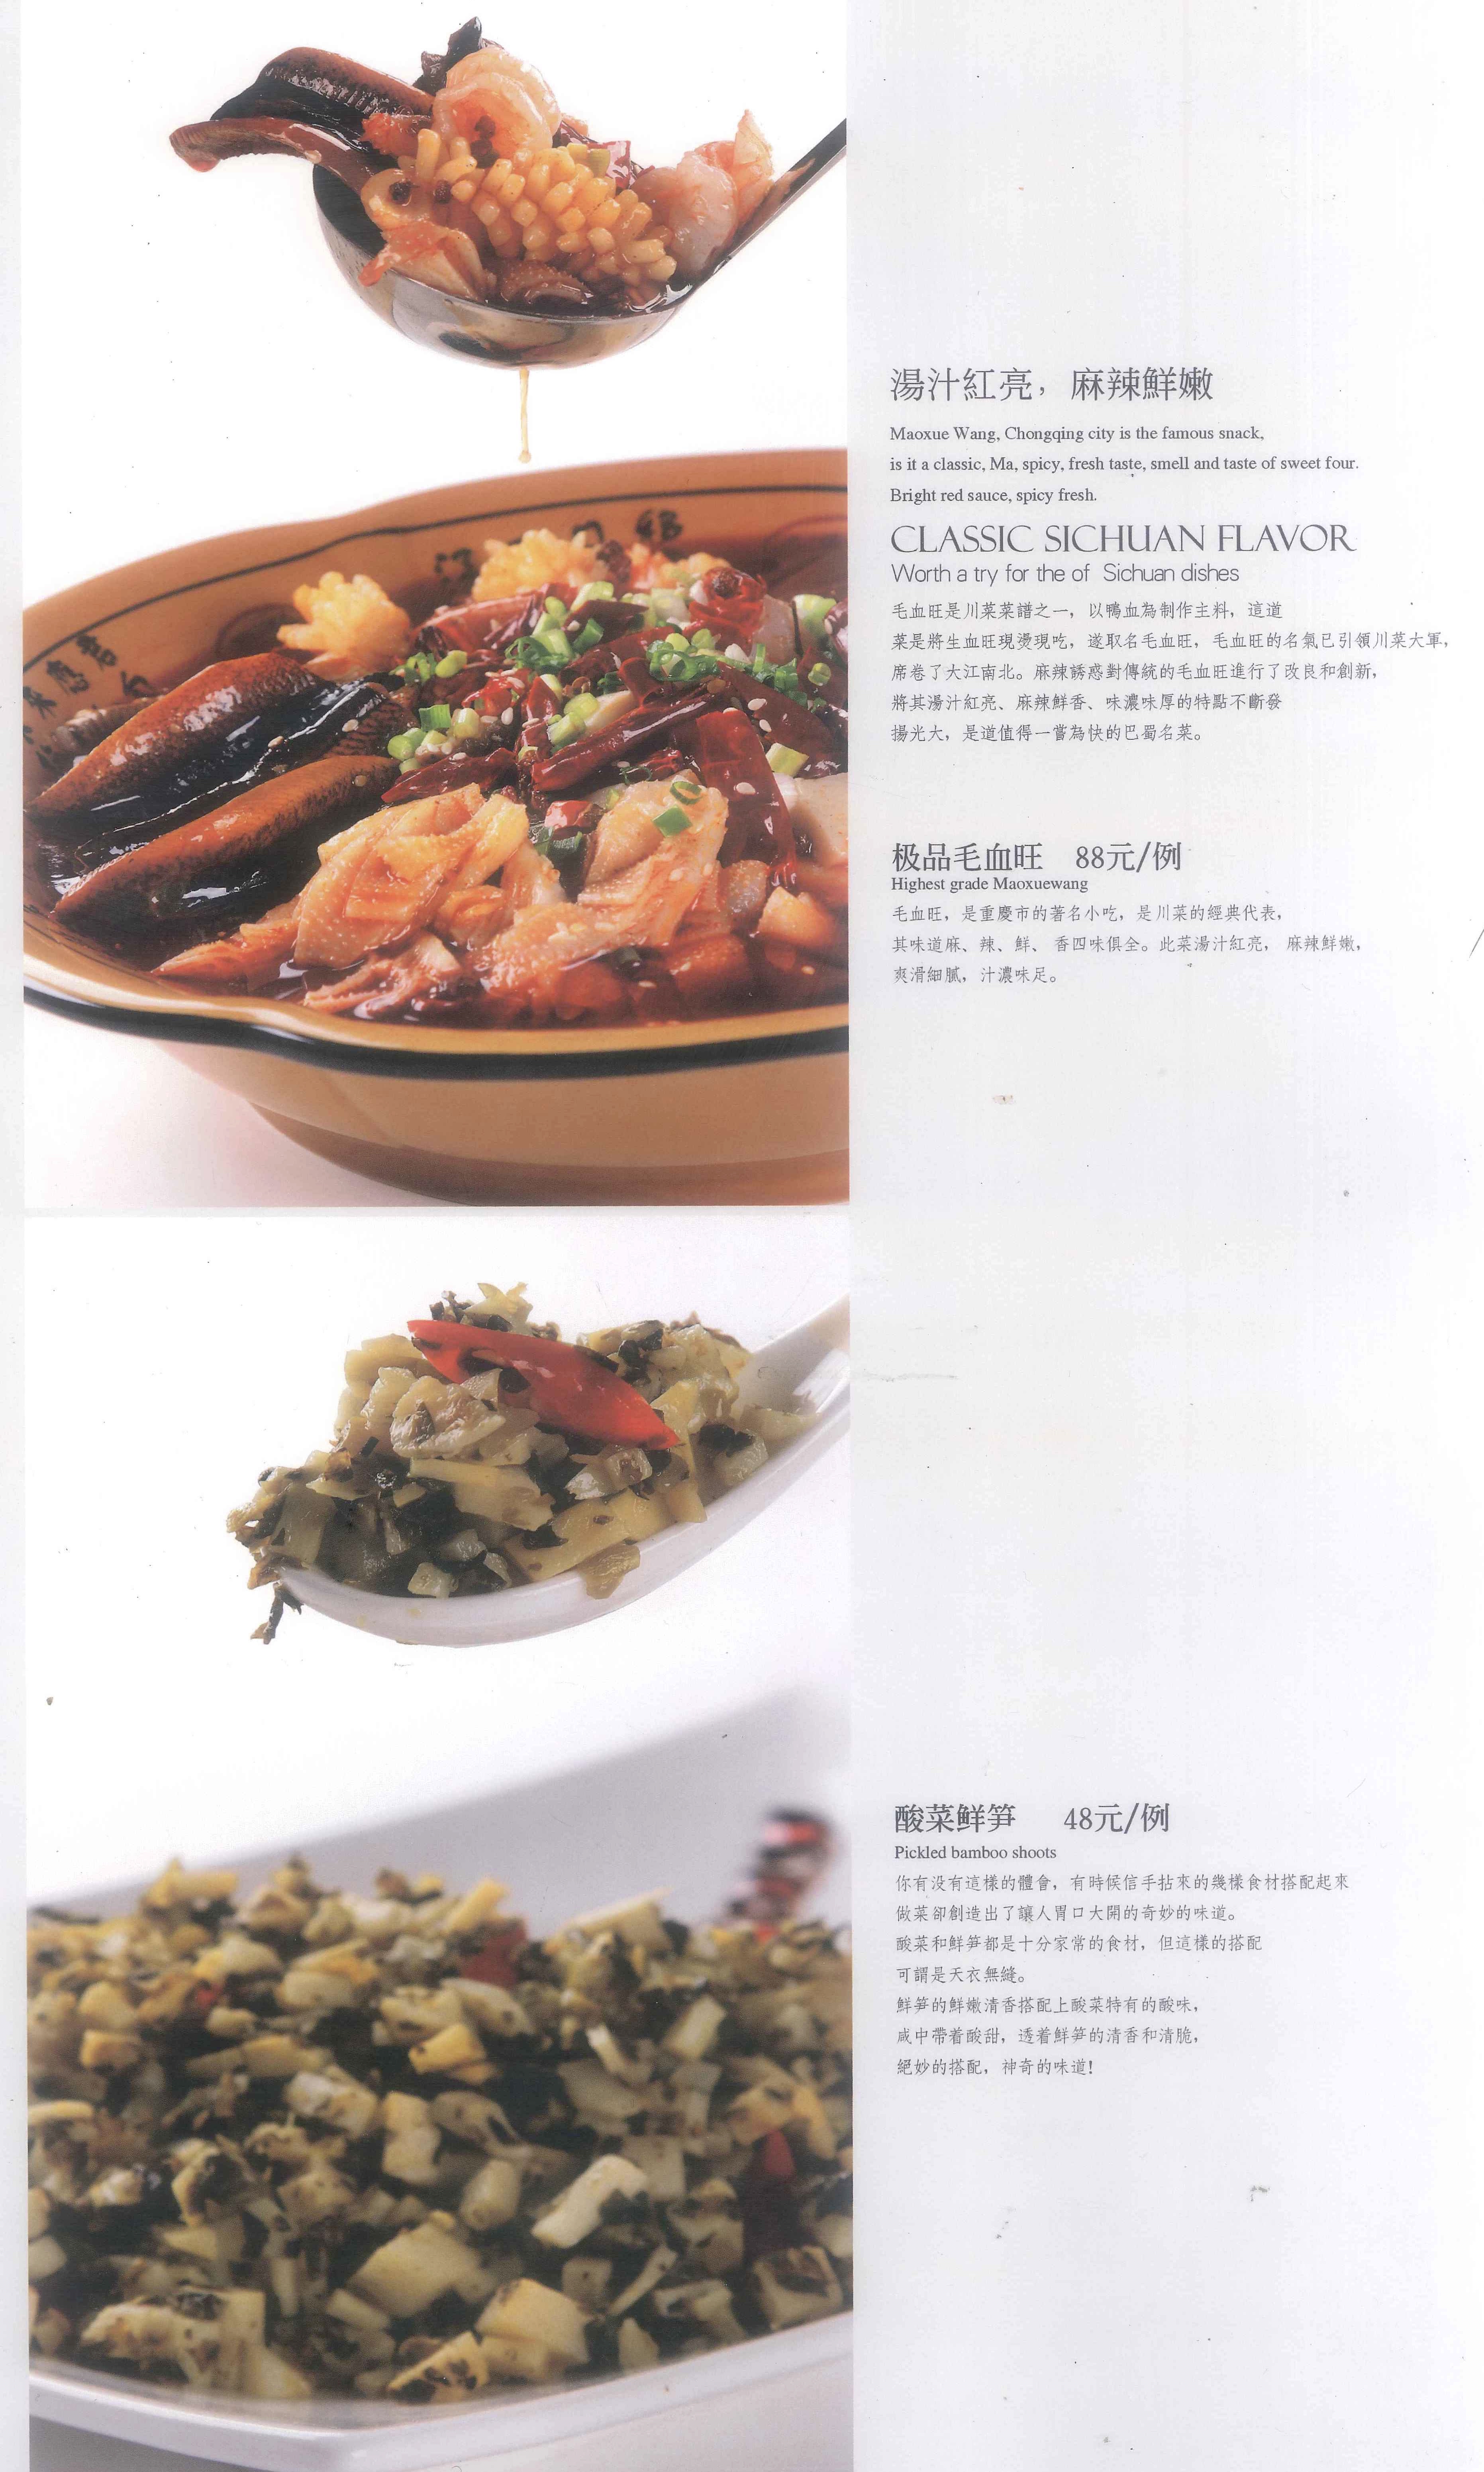 湯汁紅亮，麻辣鮮嫩
Maoxue Wang, Chongqing city is the famous snack,
is it a classic, Ma, spicy, fresh taste, smell and taste of sweet four.
Bright red sauce, spicy fresh.
CLASSIC SICHUAN FLAVOR
Worth a try for the of Sichuan dishes
毛血旺是川菜菜譜之一，以鴨血為制作主料，這道
菜是將生血旺現燙現吃，遂取名毛血旺，毛血旺的名氣已引領川菜大軍，
席卷了大江南北。麻辣誘惑對傳統的毛血旺進行了改良和創新，
將其湯汁紅亮、麻辣鮮香、味濃味厚的特點不斷發
揚光大，是道值得一嘗為快的巴蜀名菜。
极品毛血旺 88元/例
Highest grade Maoxuewang
毛血旺，是重慶市的著名小吃，是川菜的經典代表，
其味道麻、辣、鮮、 香四味俱全。此菜湯汁紅亮， 麻辣鮮嫩，
爽滑細膩，汁濃味足。
酸菜鲜笋 48元/例
Pickled bamboo shoots
你有没有這樣的體會，有時候信手拈來的幾樣食材搭配起來
做菜卻創造出了讓人胃口大開的奇妙的味道。
酸菜和鮮笋都是十分家常的食材，但這樣的搭配
可謂是天衣無縫。
鮮笋的鮮嫩清香搭配上酸菜特有的酸味，
咸中帶着酸甜，透着鮮笋的清香和清脆，
絕妙的搭配，神奇的味道！